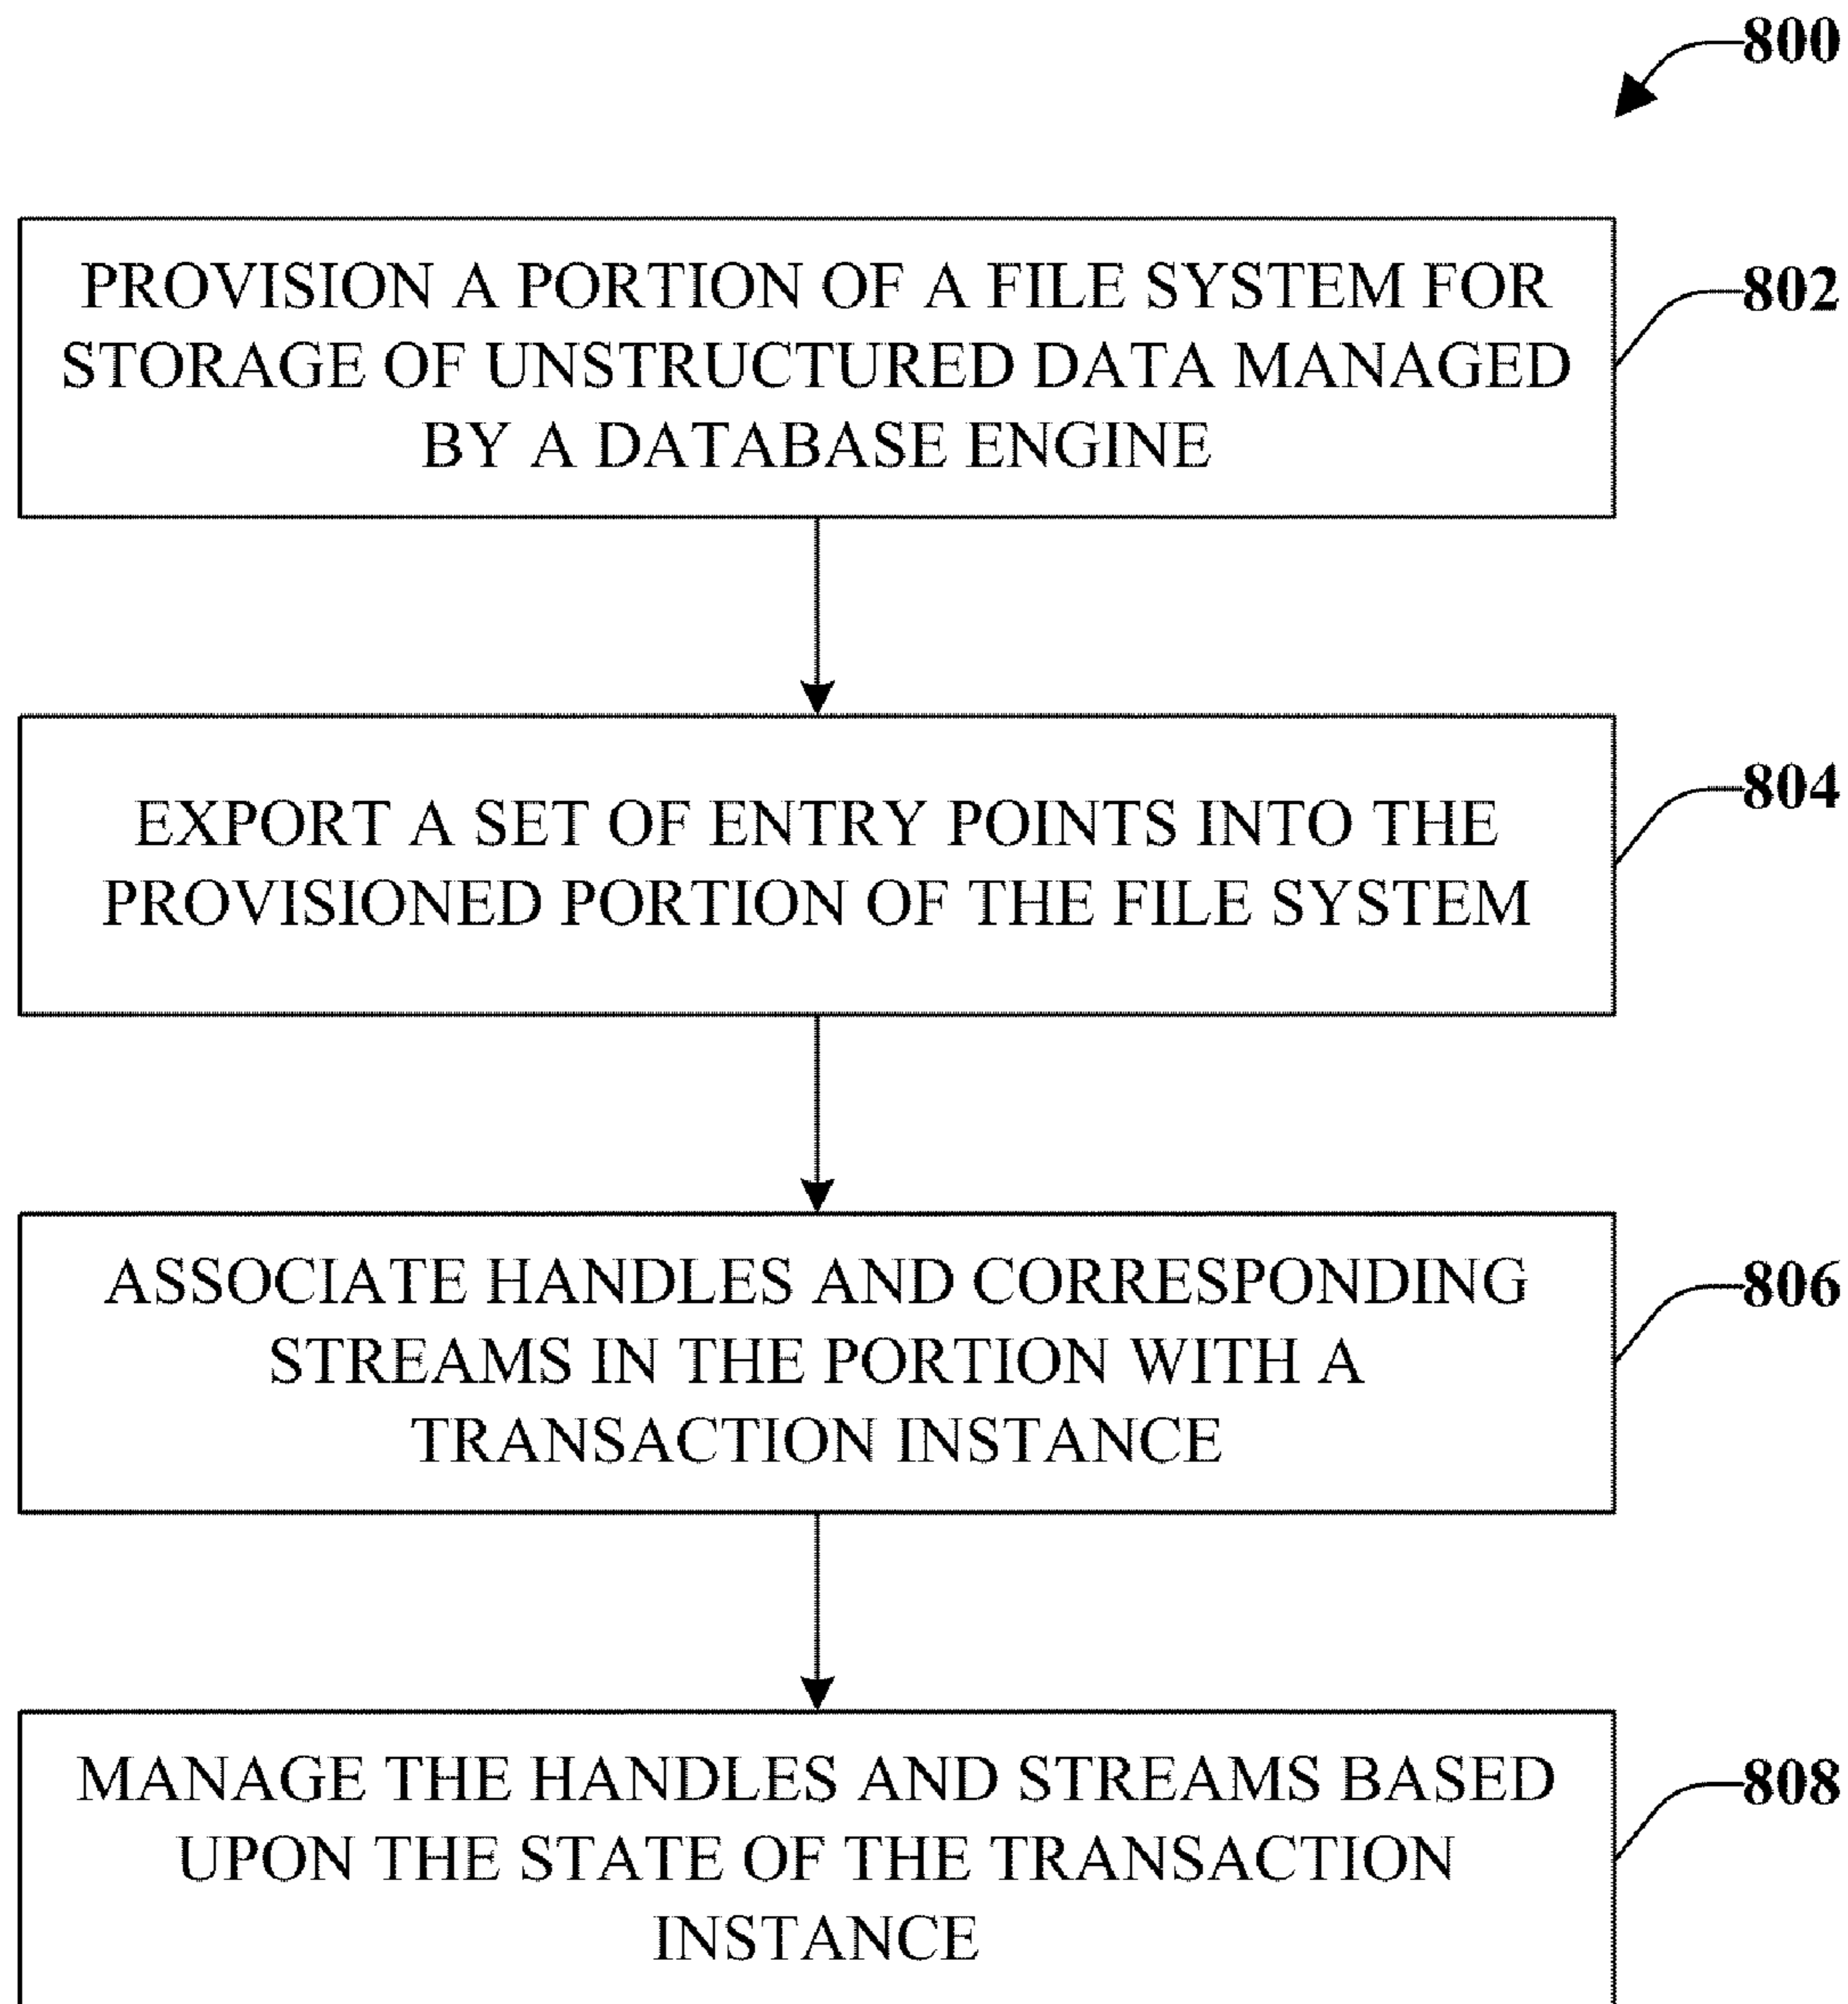 800
PROVISION A PORTION OF A FILE SYSTEM FOR
STORAGE OF UNSTRUCTURED DATA MANAGED
BY A DATABASE ENGINE
802
EXPORT A SET OF ENTRY POINTS INTO THE
PROVISIONED PORTION OF THE FILE SYSTEM
804
ASSOCIATE HANDLES AND CORRESPONDING
STREAMS IN THE PORTION WITH A
TRANSACTION INSTANCE
806
MANAGE THE HANDLES AND STREAMS BASED
UPON THE STATE OF THE TRANSACTION
INSTANCE
808